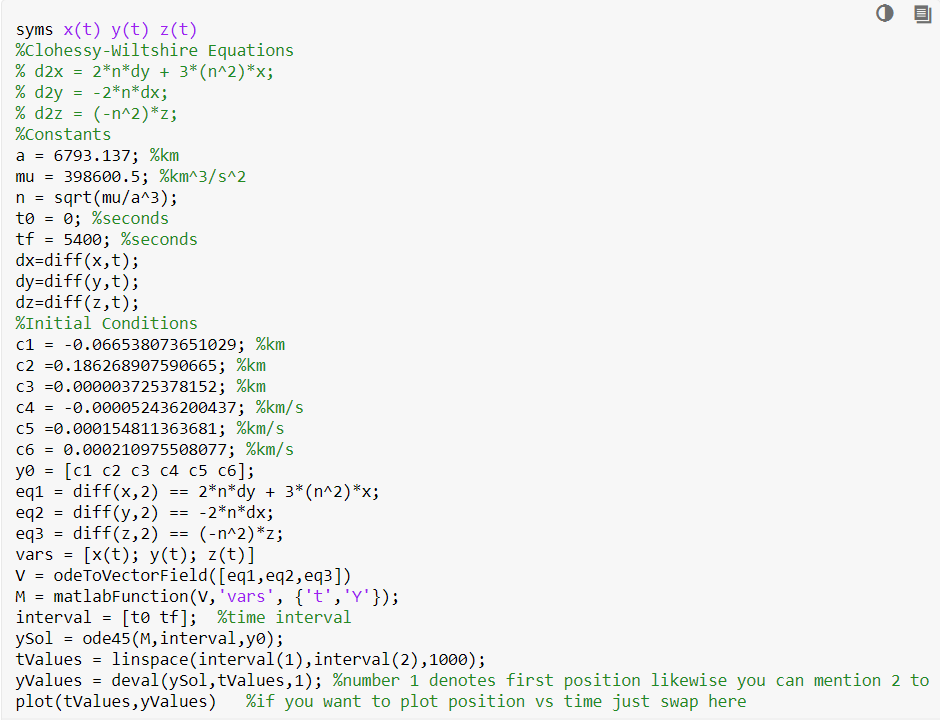 syms x(t) y(t) z(t)
%Clohessy-Wiltshire Equations
% d2x = 2*n*dy + 3*(n^2)*x;
% d2y = -2*n*dx;
% d2z = (-n^2)*z;
%Constants
a = 6793.137; %km
mu = 398600.5; %km^3/s^2
n = sqrt(mu/a^3);
t0 = 0; %seconds
tf = 5400; %seconds
dx=diff(x,t);
dy=diff(y,t);
dz=diff(z,t);
%Initial Conditions
c1 = -0.066538073651029; %km
c2 =0.186268907590665; %km
c3 =0.000003725378152; %km
c4 = -0.000052436200437; %km/s
c5 =0.000154811363681; %km/s
c6 = 0.000210975508077; %km/s
y0 = [c1 c2 c3 c4 c5 c6];
eq1 = diff(x,2) == 2*n*dy + 3*(n^2)*x;
eq2 = diff(y,2) == -2*n*dx;
eq3 = diff(z,2) == (-n^2)*z;
vars = [x(t); y(t); z(t)]
V = odeToVectorField([eq1,eq2,eq3])
M = matlabFunction(V,'vars', {'t','Y'});
interval = [t0 tf];  %time interval
ySol = ode45(M,interval,y0);
tValues = linspace(interval(1),interval(2),1000);
yValues = deval(ySol,tValues,1); %number 1 denotes first position likewise you can mention 2 to
plot(tValues,yValues)   %if you want to plot position vs time just swap here